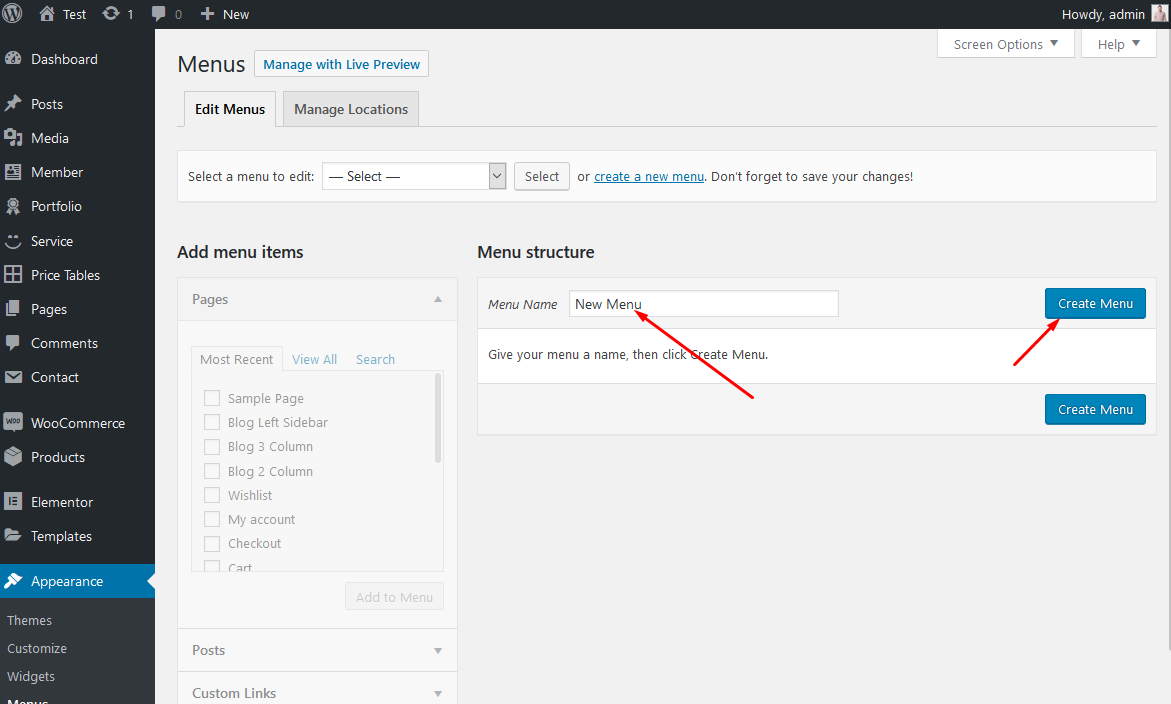 Test 1 0 New Howdy, admin
Screen Options Help
Dashboard
Posts
Media
Member
Portfolio
Service
Price Tables
Pages
Comments
Contact
WOO WooCommerce
Products
Elementor
Templates
Appearance
Themes
Customize
Widgets
Menus
Menus Manage with Live Preview
Edit Menus Manage Locations
Select a menu to edit: — Select — Select or create a new menu. Don't forget to save your changes!
Add menu items
Pages
Most Recent View All Search
Sample Page
Blog Left Sidebar
Blog 3 Column
Blog 2 Column
Wishlist
My account
Checkout
Cart
Add to Menu
Posts
Custom Links
Menu structure
Menu Name New Menu Create Menu
Give your menu a name, then click Create Menu.
Create Menu